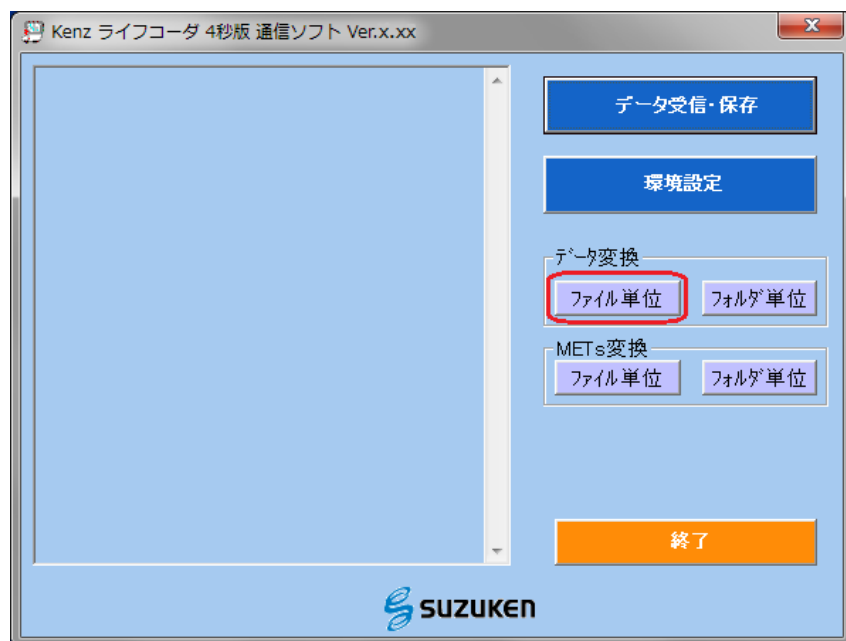 Kenz ライフコーダ 4秒版 通信ソフト Ver.x.xx
データ受信・保存
環境設定
データ変換
ファイル単位 フォルダ単位
METs変換
ファイル単位 フォルダ単位
終了
SUZUKEN